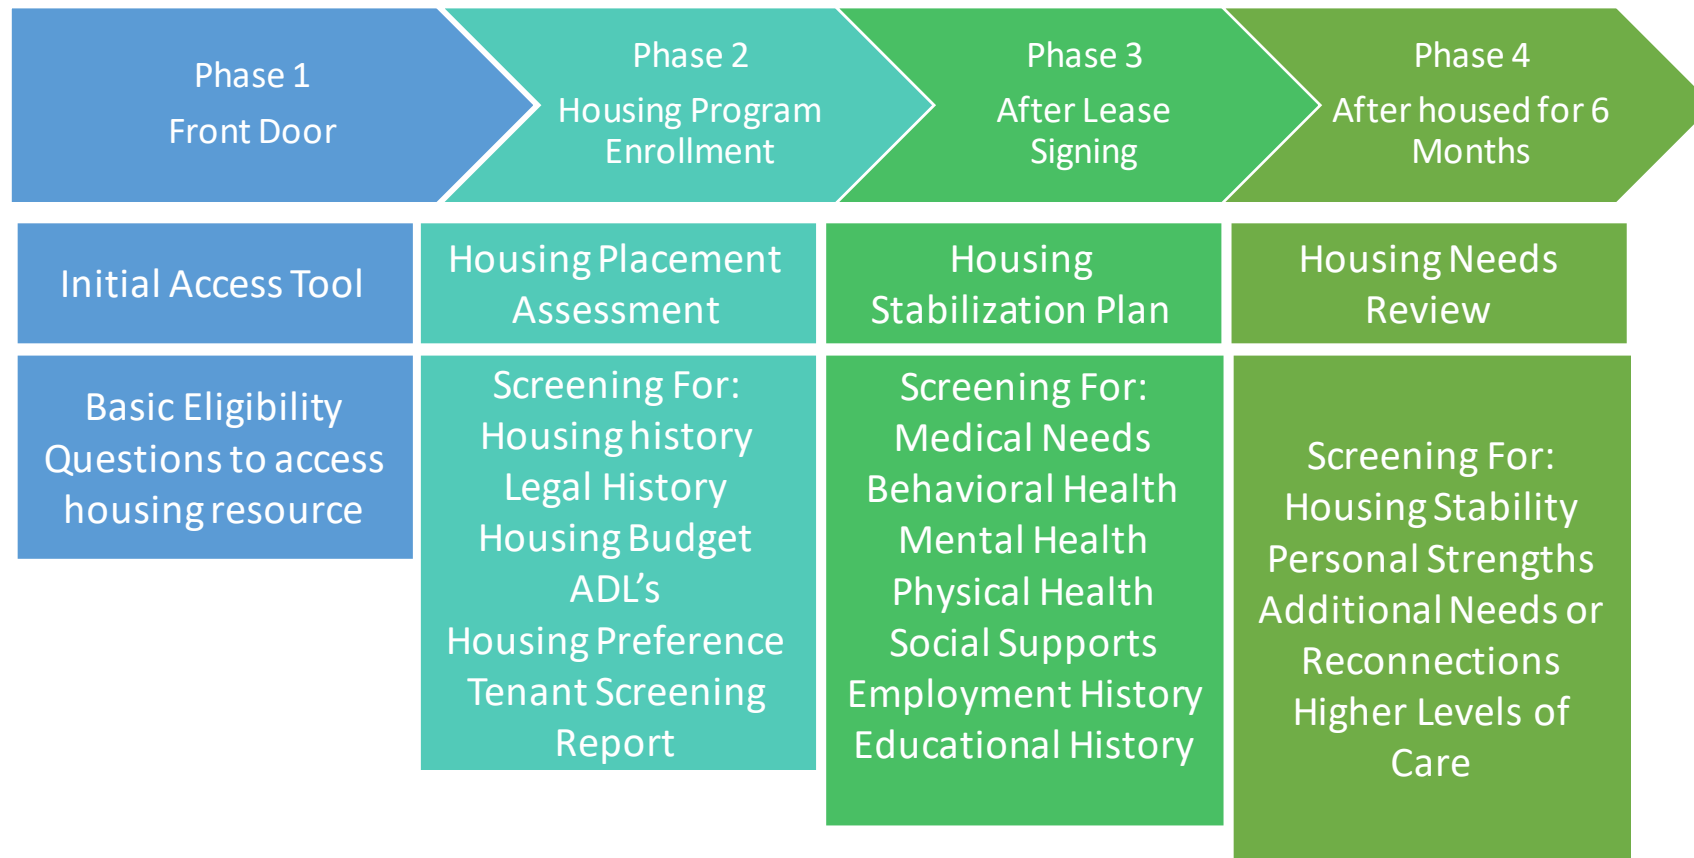 Phase 1
Front Door
Phase 2
Housing Program
Enrollment
Phase 3
After Lease
Signing
Phase 4
After housed for 6
Months
Initial Access Tool
Housing Placement
Assessment
Housing
Stabilization Plan
Housing Needs
Review
Basic Eligibility
Questions to access
housing resource
Screening For:
Housing history
Legal History
Housing Budget
ADL’s
Housing Preference
Tenant Screening
Report
Screening For:
Medical Needs
Behavioral Health
Mental Health
Physical Health
Social Supports
Employment History
Educational History
Screening For:
Housing Stability
Personal Strengths
Additional Needs or
Reconnections
Higher Levels of
Care